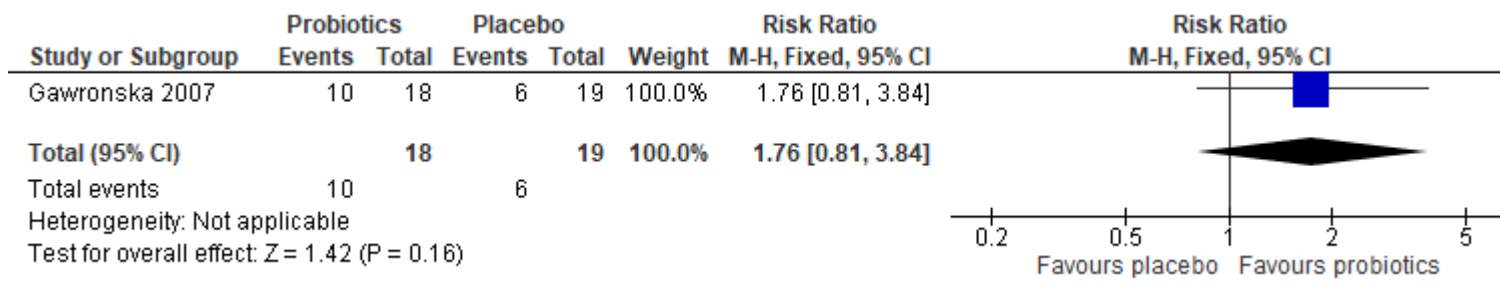 Probiotics Placebo Risk Ratio Risk Ratio
Study or Subgroup Events Total Events Total Weight M-H, Fixed, 95% CI M-H, Fixed, 95% CI
Gawronska 2007 10 18 6 19 100.0% 1.76 [0.81, 3.84]
Total (95% CI) 18 19 100.0% 1.76 [0.81, 3.84]
Total events 10 6
Heterogeneity: Not applicable
Test for overall effect: Z = 1.42 (P = 0.16)
0.2 0.5 1 2 5
Favours placebo Favours probiotics